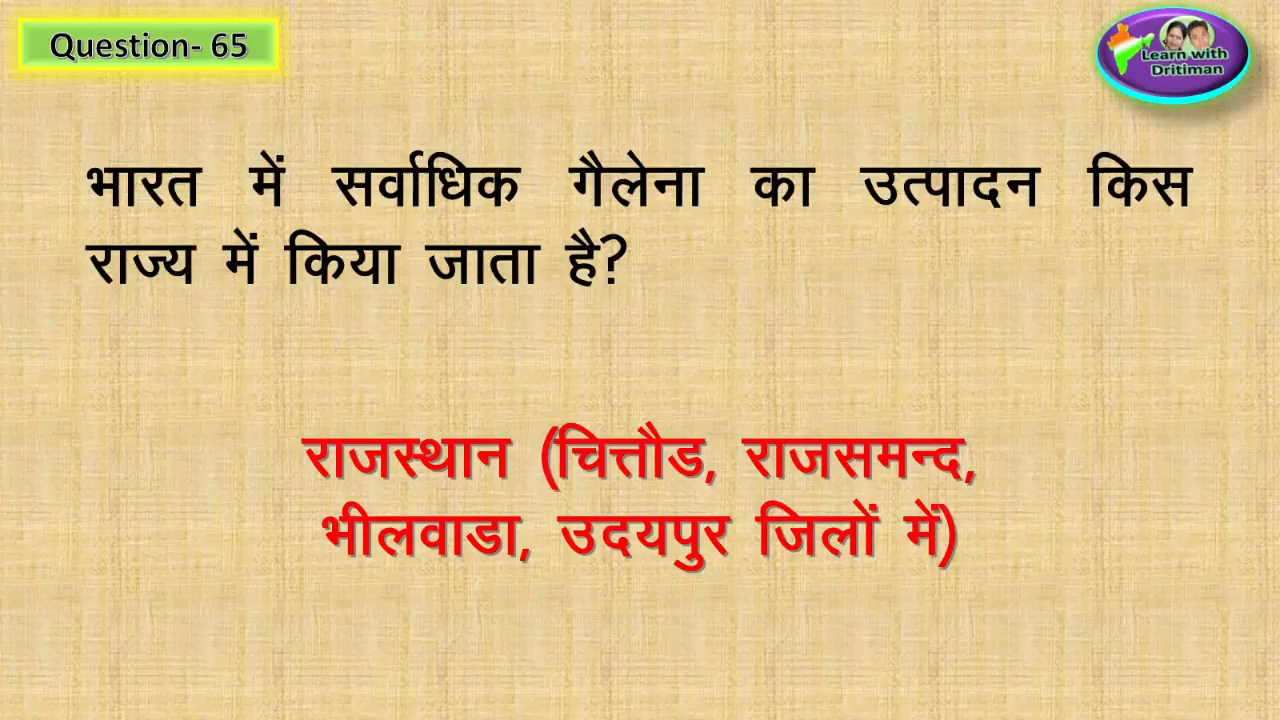 Question- 65
Learn with
Dritiman
भारत में सर्वाधिक गैलेना का उत्पादन किस
राज्य में किया जाता है?
राजस्थान (चित्तौड, राजसमन्द,
भीलवाडा, उदयपुर जिलों में)